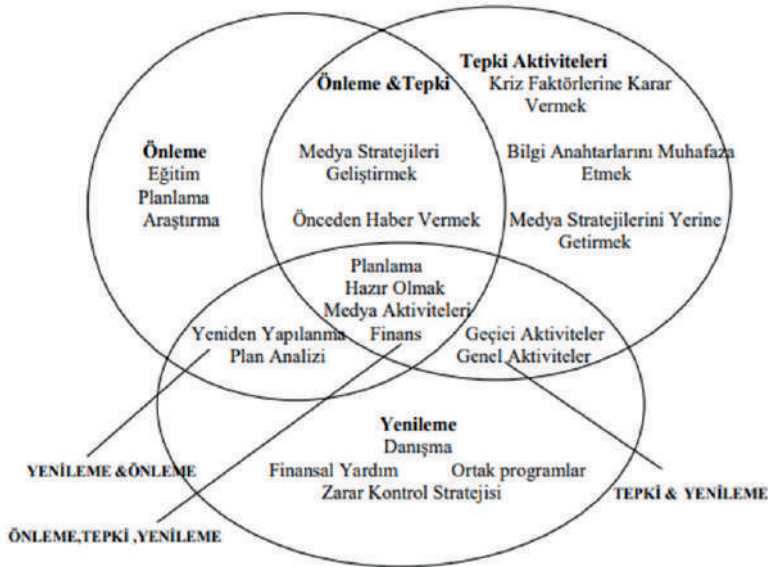 Tepki Aktiviteleri
Kriz Faktörlerine Karar
Vermek
Bilgi Anahtarlarını Muhafaza
Etmek
Medya Stratejilerini Yerine
Getirmek
Önleme &Tepki
Medya Stratejileri
Geliştirmek
Önceden Haber Vermek
Önleme
Eğitim
Planlama
Araştırma
Planlama
Hazır Olmak
Medya Aktiviteleri
Finans
Yeniden Yapılanma
Plan Analizi
Geçici Aktiviteler
Genel Aktiviteler
Yenileme
Danışma
Finansal Yardım Ortak programlar
Zarar Kontrol Stratejisi
YENİLEME &ÖNLEME
TEPKİ & YENİLEME
ÖNLEME,TEPKİ ,YENİLEME